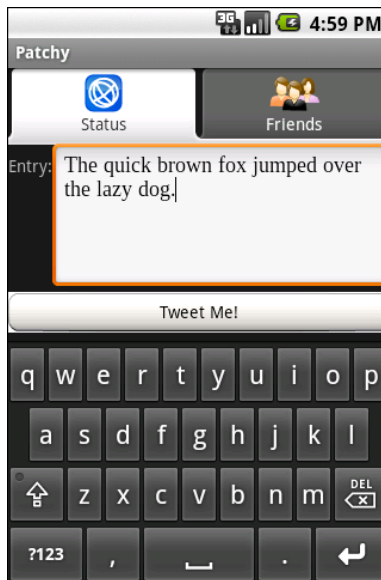 3G 4:59 PM
Patchy
Status Friends
Entry: The quick brown fox jumped over
the lazy dog.
Tweet Me!
q w e r t y u i o p
a s d f g h j k l
z x c v b n m DEL
?123 , .